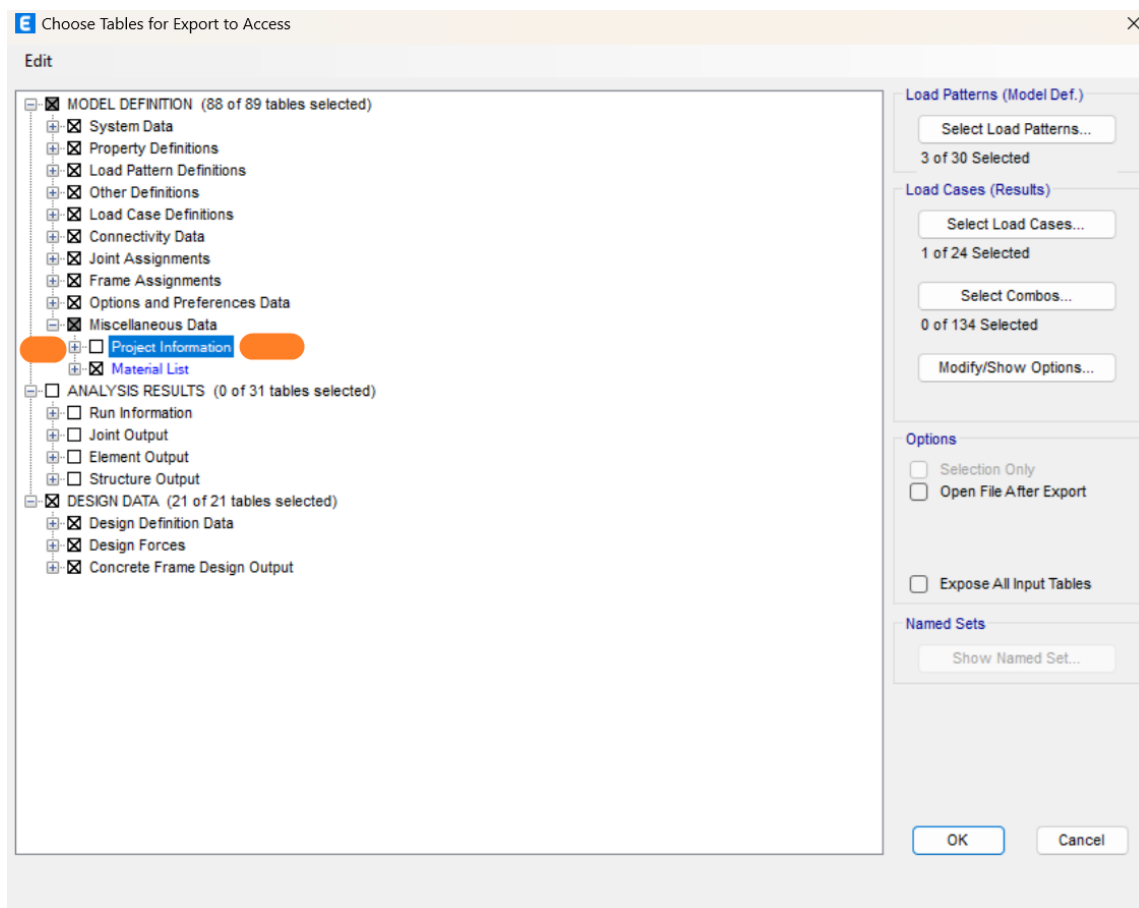 E Choose Tables for Export to Access
Edit
MODEL DEFINITION (88 of 89 tables selected)
System Data
Property Definitions
Load Pattern Definitions
Other Definitions
Load Case Definitions
Connectivity Data
Joint Assignments
Frame Assignments
Options and Preferences Data
Miscellaneous Data
Project Information
Material List
ANALYSIS RESULTS (0 of 31 tables selected)
Run Information
Joint Output
Element Output
Structure Output
DESIGN DATA (21 of 21 tables selected)
Design Definition Data
Design Forces
Concrete Frame Design Output
Load Patterns (Model Def.)
Select Load Patterns...
3 of 30 Selected
Load Cases (Results)
Select Load Cases...
1 of 24 Selected
Select Combos...
0 of 134 Selected
Modify/Show Options...
Options
Selection Only
Open File After Export
Expose All Input Tables
Named Sets
Show Named Set...
OK
Cancel